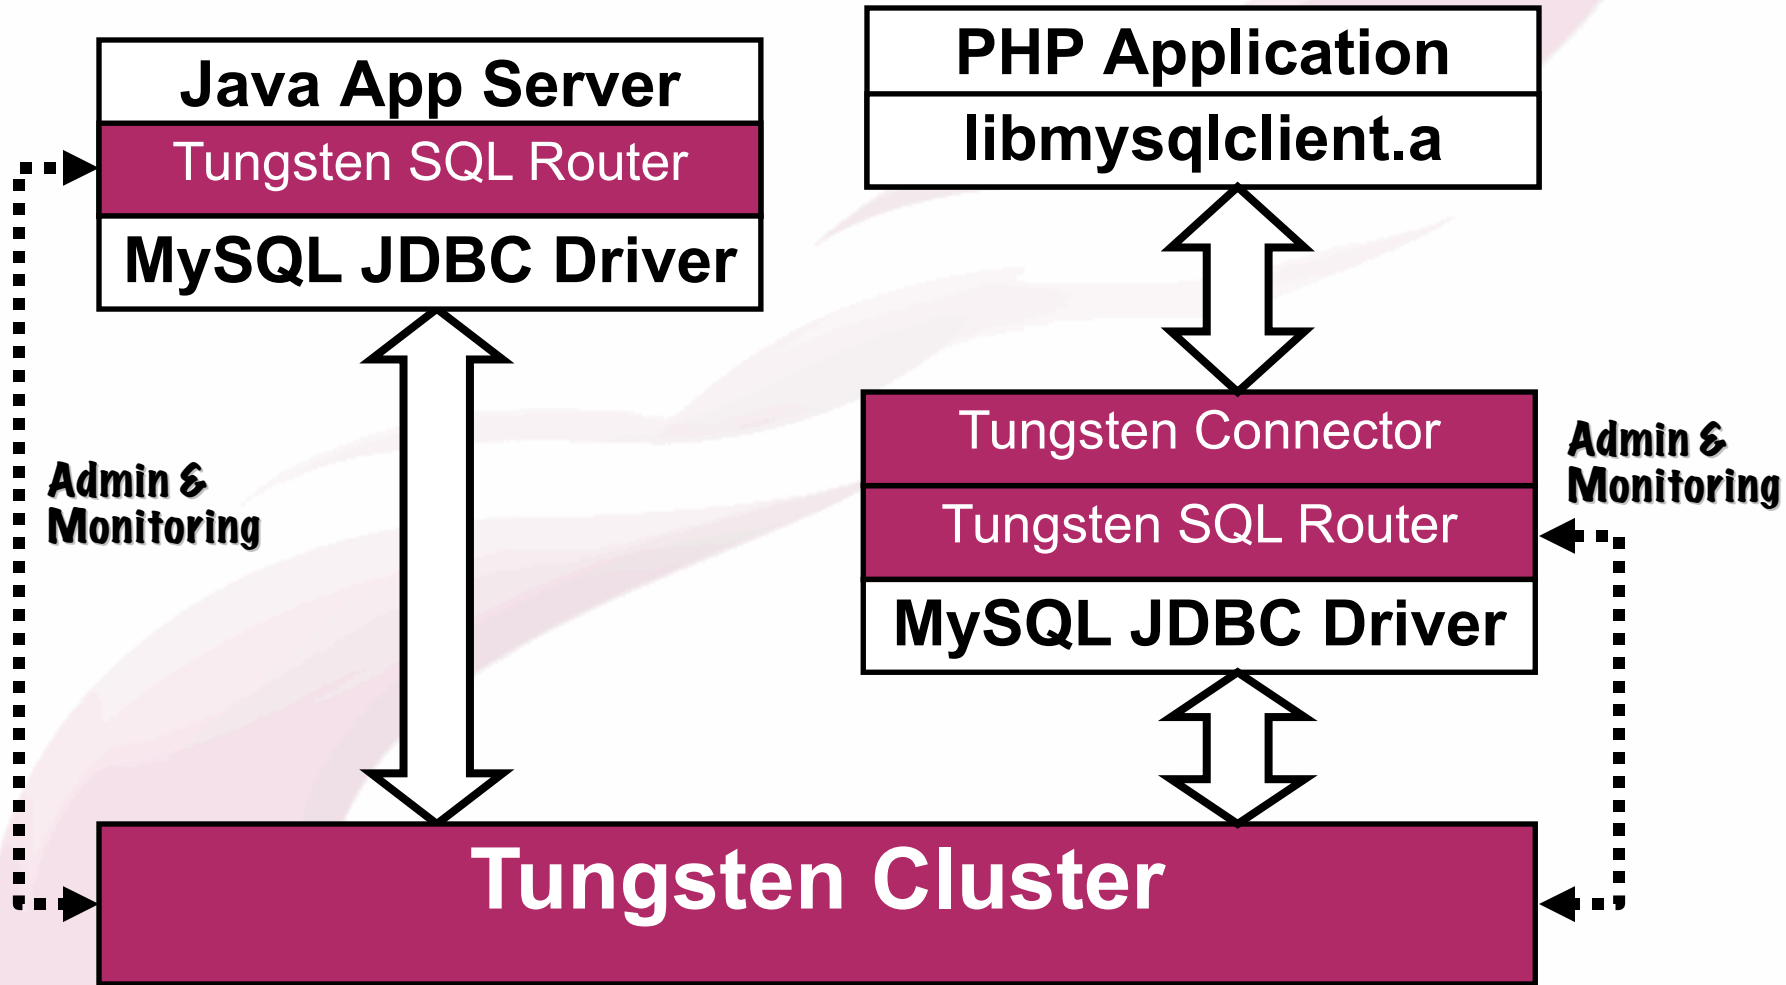 Java App Server
Tungsten SQL Router
MySQL JDBC Driver
PHP Application
libmysqlclient.a
Tungsten Connector
Tungsten SQL Router
MySQL JDBC Driver
Admin &
Monitoring
Admin &
Monitoring
Tungsten Cluster